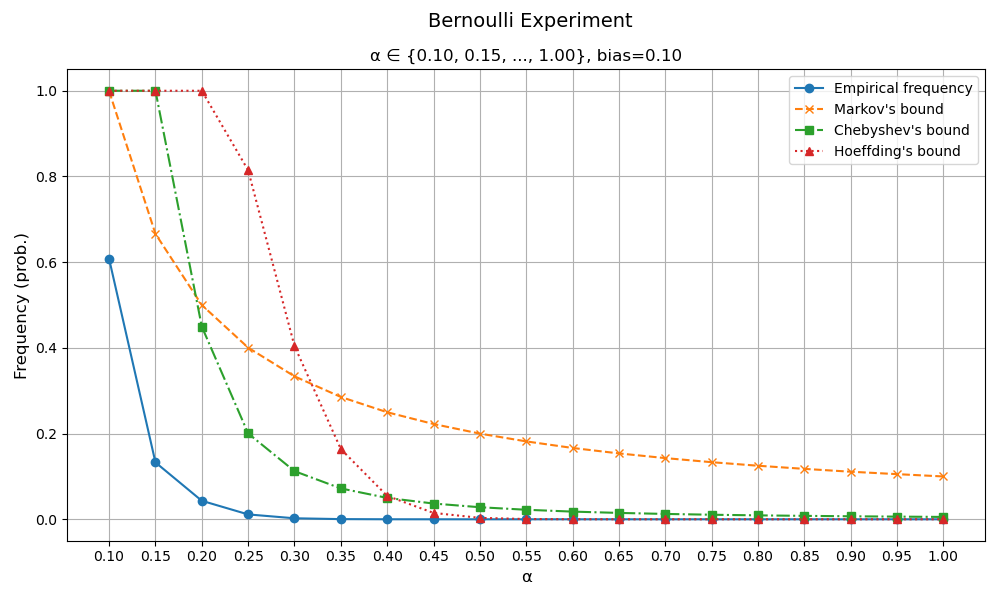 Bernoulli Experiment
α ∈ {0.10, 0.15, ..., 1.00}, bias=0.10
Empirical frequency
Markov's bound
Chebyshev's bound
Hoeffding's bound
Frequency (prob.)
1.0
0.8
0.6
0.4
0.2
0.0
0.10 0.15 0.20 0.25 0.30 0.35 0.40 0.45 0.50 0.55 0.60 0.65 0.70 0.75 0.80 0.85 0.90 0.95 1.00
α